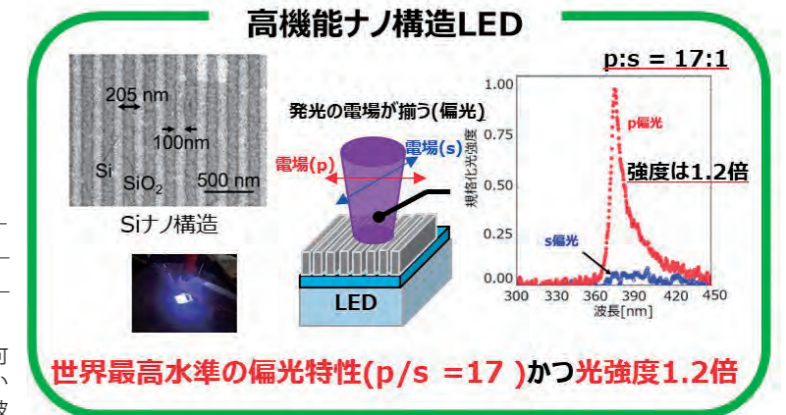 高機能ナノ構造LED
205 nm
100nm
Si
SiO2
500 nm
Siナノ構造
発光の電場が揃う(偏光)
電場(s)
電場(p)
LED
p:s = 17:1
規格化光強度
1.00
0.75
0.50
0.25
0.00
p偏光
強度は1.2倍
s偏光
300 330 360 390 420 450
波長[nm]
世界最高水準の偏光特性(p/s =17 )かつ光強度1.2倍
可
い